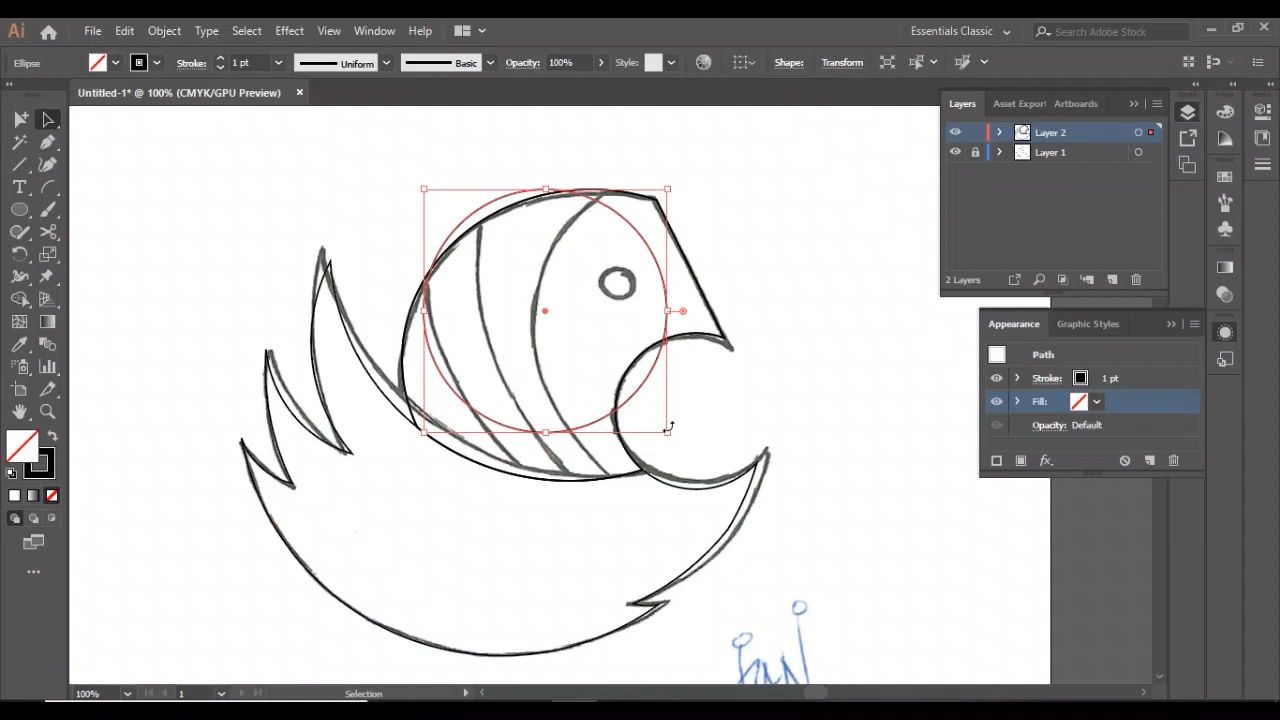 Ai File Edit Object Type Select Effect View Window Help Essentials Classic Search Adobe Stock
Ellipse Stroke: 1 pt Uniform Basic Opacity: 100% Style: Shape: Transform
Untitled-1* @ 100% (CMYK/GPU Preview)
Layers Asset Export Artboards
Layer 2
Layer 1
2 Layers
Appearance Graphic Styles
Path
Stroke: 1 pt
Fill:
Opacity: Default
fx
100% 1 Selection